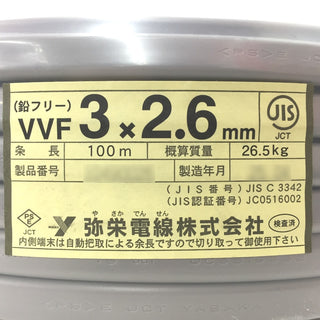 (鉛フリー)
VVF 3×2.6mm
JIS
JCT
条長 100m 概算質量 26.5kg
製品番号 製造年月
(JIS番号) JIS C 3342
(JIS認証番号) JC0516002
PS E
JCT
やさかでんせん
弥栄電線株式会社
検査済
内側端末は自動把取による余長ですので切り取って御使用下さい